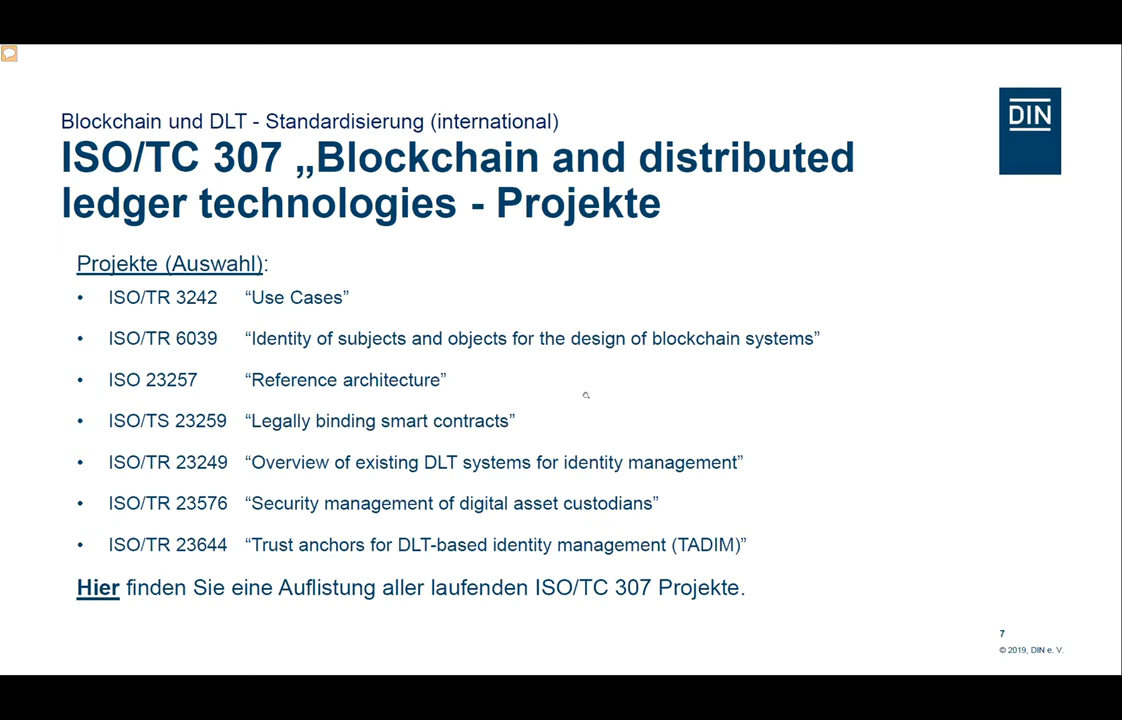 DIN
Blockchain und DLT - Standardisierung (international)
ISO/TC 307 „Blockchain and distributed
ledger technologies - Projekte
Projekte (Auswahl):
• ISO/TR 3242 “Use Cases”
• ISO/TR 6039 “Identity of subjects and objects for the design of blockchain systems”
• ISO 23257 “Reference architecture”
• ISO/TS 23259 “Legally binding smart contracts”
• ISO/TR 23249 “Overview of existing DLT systems for identity management”
• ISO/TR 23576 “Security management of digital asset custodians”
• ISO/TR 23644 “Trust anchors for DLT-based identity management (TADIM)”
Hier finden Sie eine Auflistung aller laufenden ISO/TC 307 Projekte.
7
© 2019, DIN e. V.